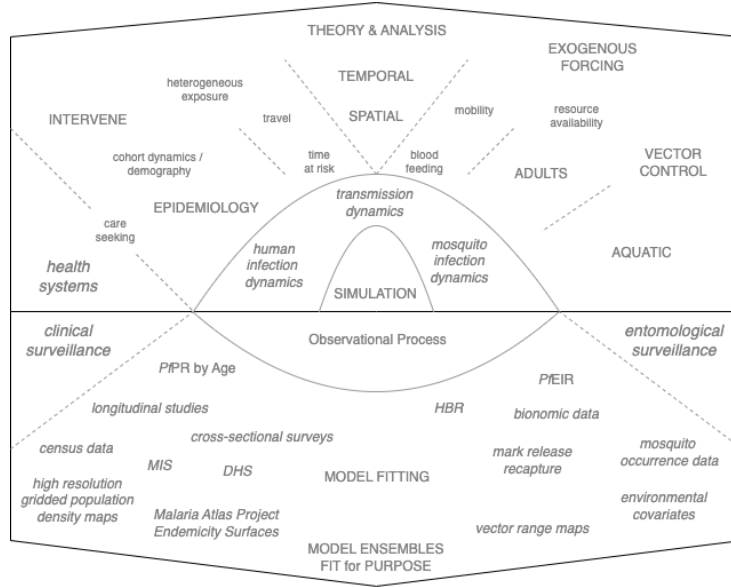 THEORY & ANALYSIS
EXOGENOUS
FORCING
TEMPORAL
heterogeneous
exposure
INTERVENE
travel
SPATIAL
mobility
resource
availability
cohort dynamics /
demography
time
at risk
blood
feeding
ADULTS
VECTOR
CONTROL
EPIDEMIOLOGY
transmission
dynamics
care
seeking
human
infection
dynamics
mosquito
infection
dynamics
AQUATIC
health
systems
SIMULATION
clinical
surveillance
Observational Process
entomological
surveillance
PfPR by Age
PfEIR
longitudinal studies
HBR
bionomic data
census data
cross-sectional surveys
MIS
DHS
MODEL FITTING
mark release
recapture
mosquito
occurrence data
high resolution
gridded population
density maps
Malaria Atlas Project
Endemicity Surfaces
vector range maps
environmental
covariates
MODEL ENSEMBLES
FIT for PURPOSE